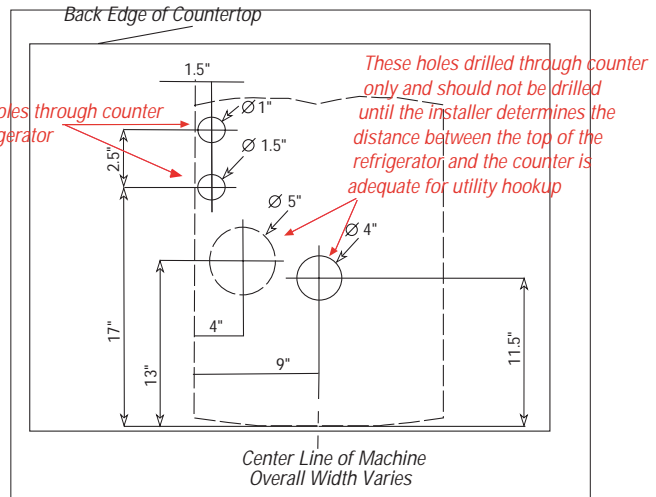 Back Edge of Countertop
1.5"
These holes drilled through counter
only and should not be drilled
until the installer determines the
distance between the top of the
refrigerator and the counter is
adequate for utility hookup
through counter
Ø 1"
Ø 1.5"
2.5"
Ø 5"
Ø 4"
17"
13"
4"
9"
11.5"
Center Line of Machine
Overall Width Varies